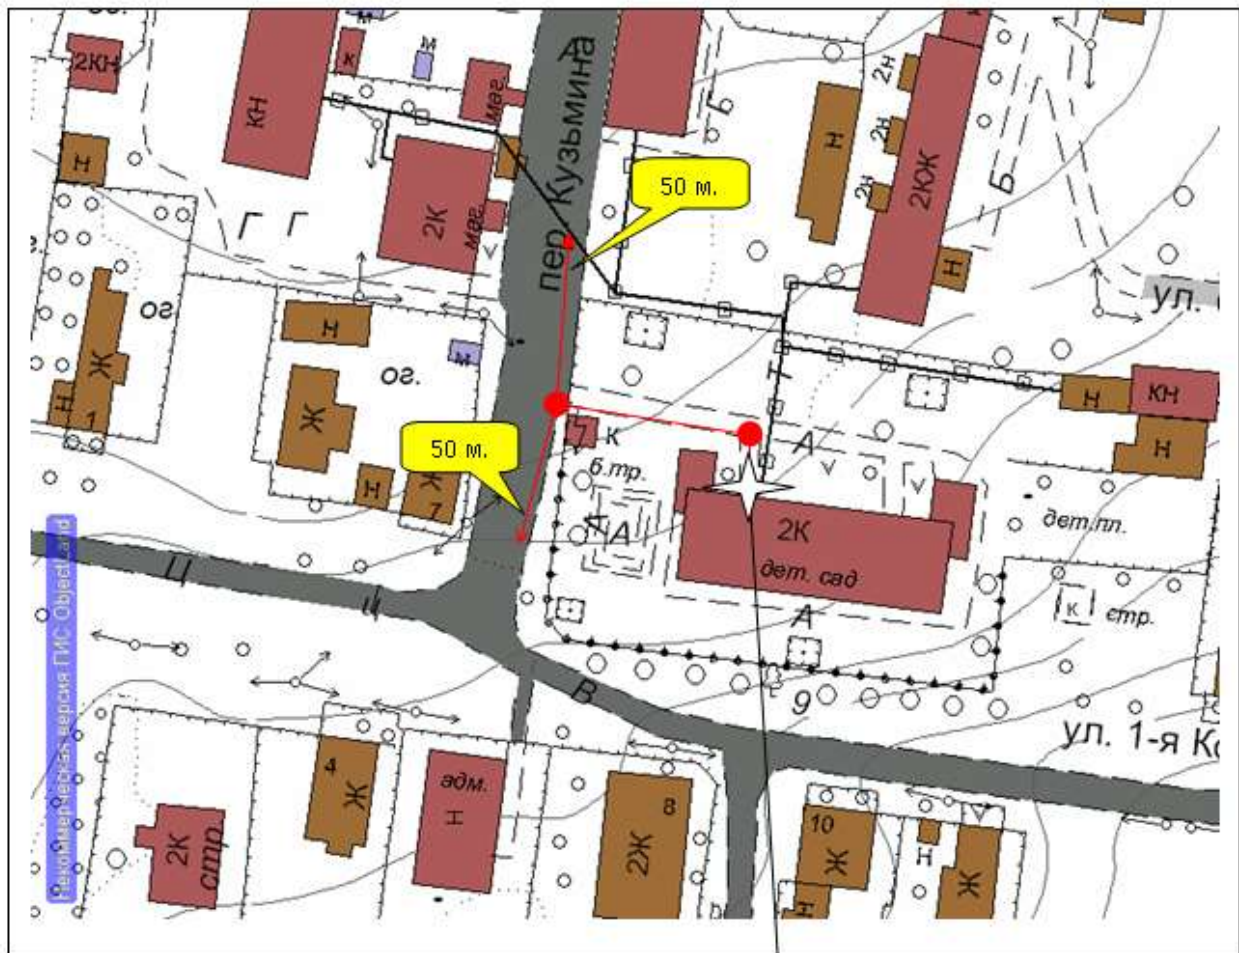 ог.
м
2КН
к
м
маг.
А
Б
Н
2н
2н
2н
2КЖ
Б
КН
2К
маг.
пер. Кузьмина
50 м.
Н
Г Г
ог.
Н
м
ог.
Ж
Н
1
Ж
Н
Ж
7
50 м.
К
б.тр.
А
А
Т
А
Н
ул.
Н
КН
Н
2К
дет. сад
дет.пл.
А
к
стр.
9
Ц
Щ
В
ул. 1-я К
Некоммерческая версия ГИС ObjectLand
4
Ж
адм.
Н
8
2Ж
10
Ж
Н
Ж
Н
2К
стр